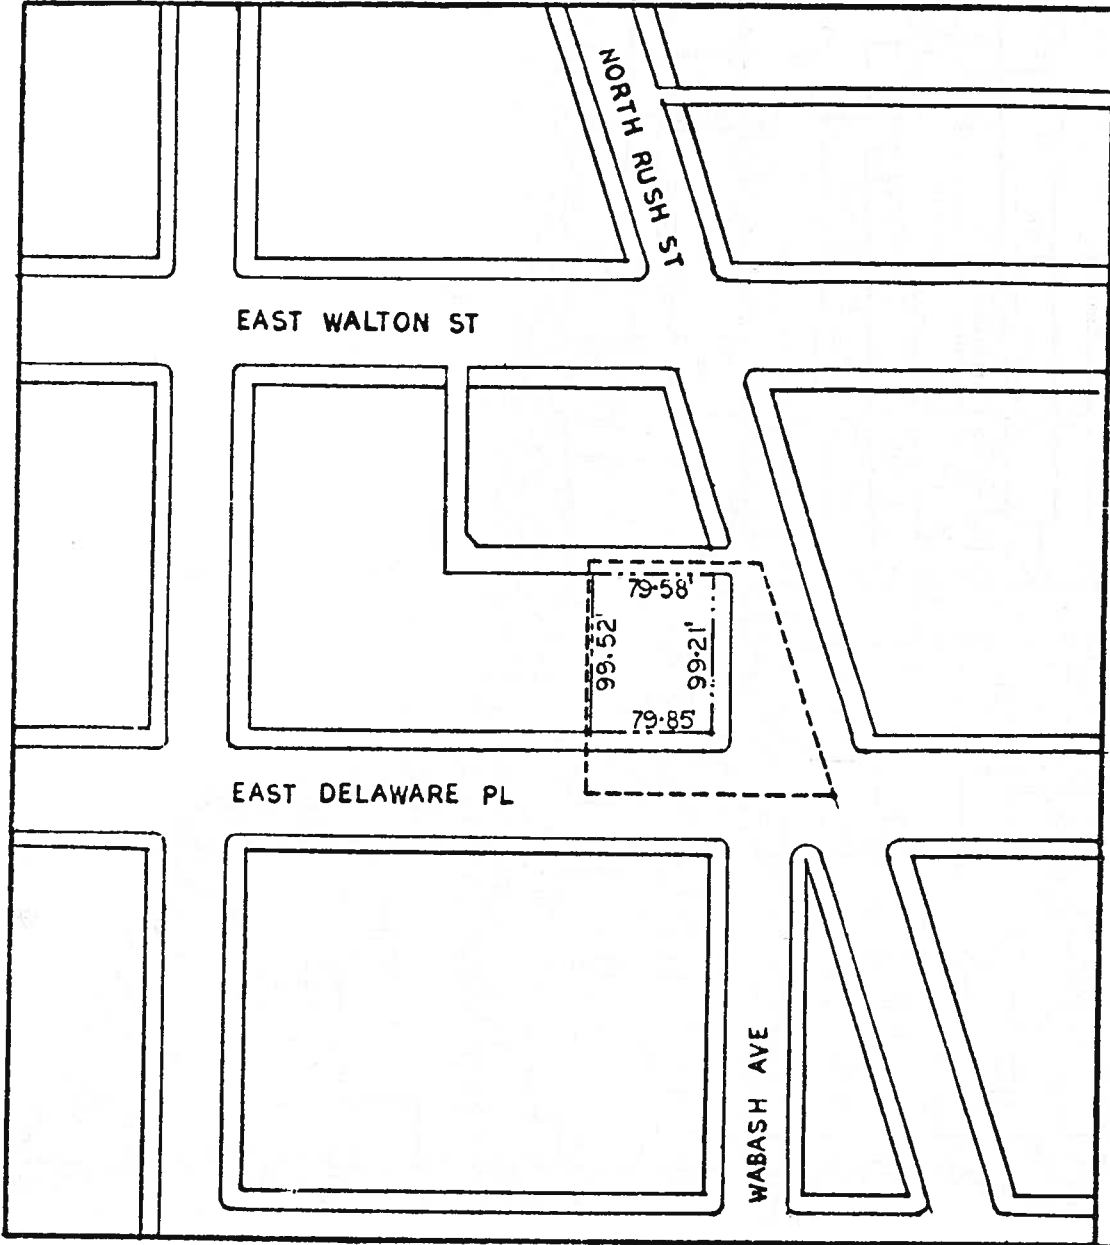 NORTH RUSH ST
EAST WALTON ST
79.58'
99.52'
99.21'
79.85'
EAST DELAWARE PL
WABASH AVE